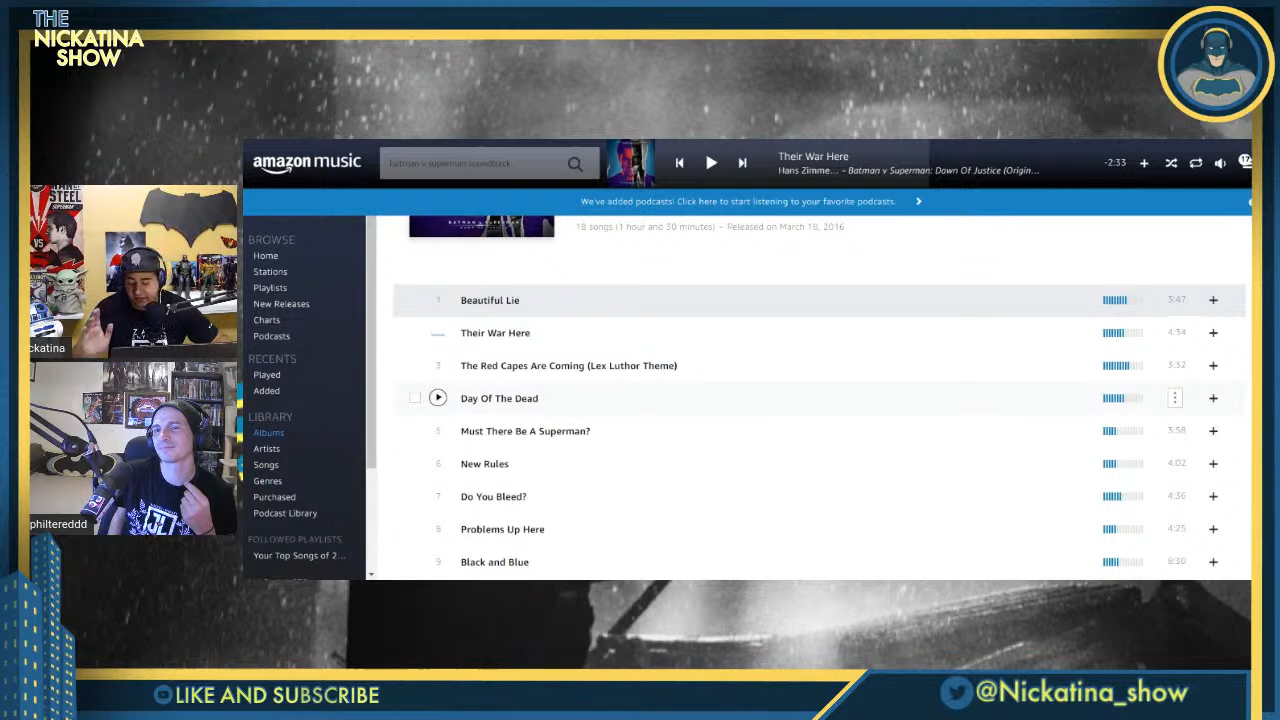 THE
NICKATINA
SHOW
amazon music
batman v superman soundtrack
Their War Here
Hans Zimme... - Batman v Superman: Dawn Of Justice (Origin...
-2:33
We've added podcasts! Click here to start listening to your favorite podcasts.
18 songs (1 hour and 30 minutes) – Released on March 18, 2016
BROWSE
Home
Stations
Playlists
New Releases
Charts
Podcasts
RECENTS
Played
Added
LIBRARY
Albums
Artists
Songs
Genres
Purchased
Podcast Library
FOLLOWED PLAYLISTS
Your Top Songs of 2...
1 Beautiful Lie 3:47
Their War Here 4:34
3 The Red Capes Are Coming (Lex Luthor Theme) 3:32
Day Of The Dead
5 Must There Be A Superman? 3:58
6 New Rules 4:02
7 Do You Bleed? 4:36
8 Problems Up Here 4:25
9 Black and Blue 8:30
SUPERMAN
VS
ckatina
philtereddd
LIKE AND SUBSCRIBE
@Nickatina_show